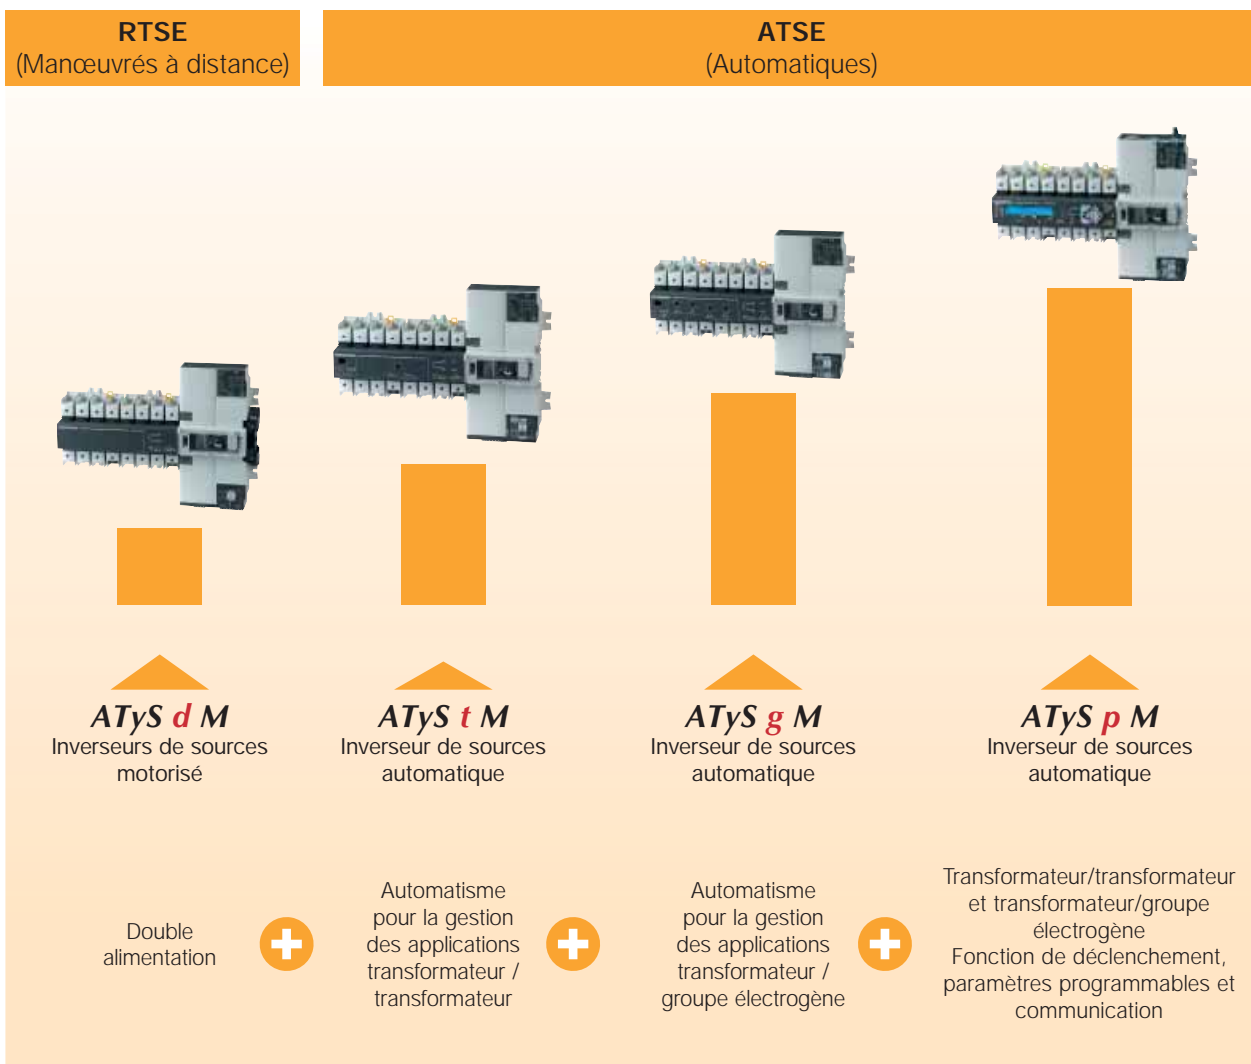 RTSE
(Manœuvrés à distance)
ATSE
(Automatiques)
ATyS d M
Inverseurs de sources
motorisé
ATyS t M
Inverseur de sources
automatique
ATyS g M
Inverseur de sources
automatique
ATyS p M
Inverseur de sources
automatique
Double
alimentation
Automatisme
pour la gestion
des applications
transformateur /
transformateur
Automatisme
pour la gestion
des applications
transformateur /
groupe électrogène
Transformateur/transformateur
et transformateur/groupe
électrogène
Fonction de déclenchement,
paramètres programmables et
communication